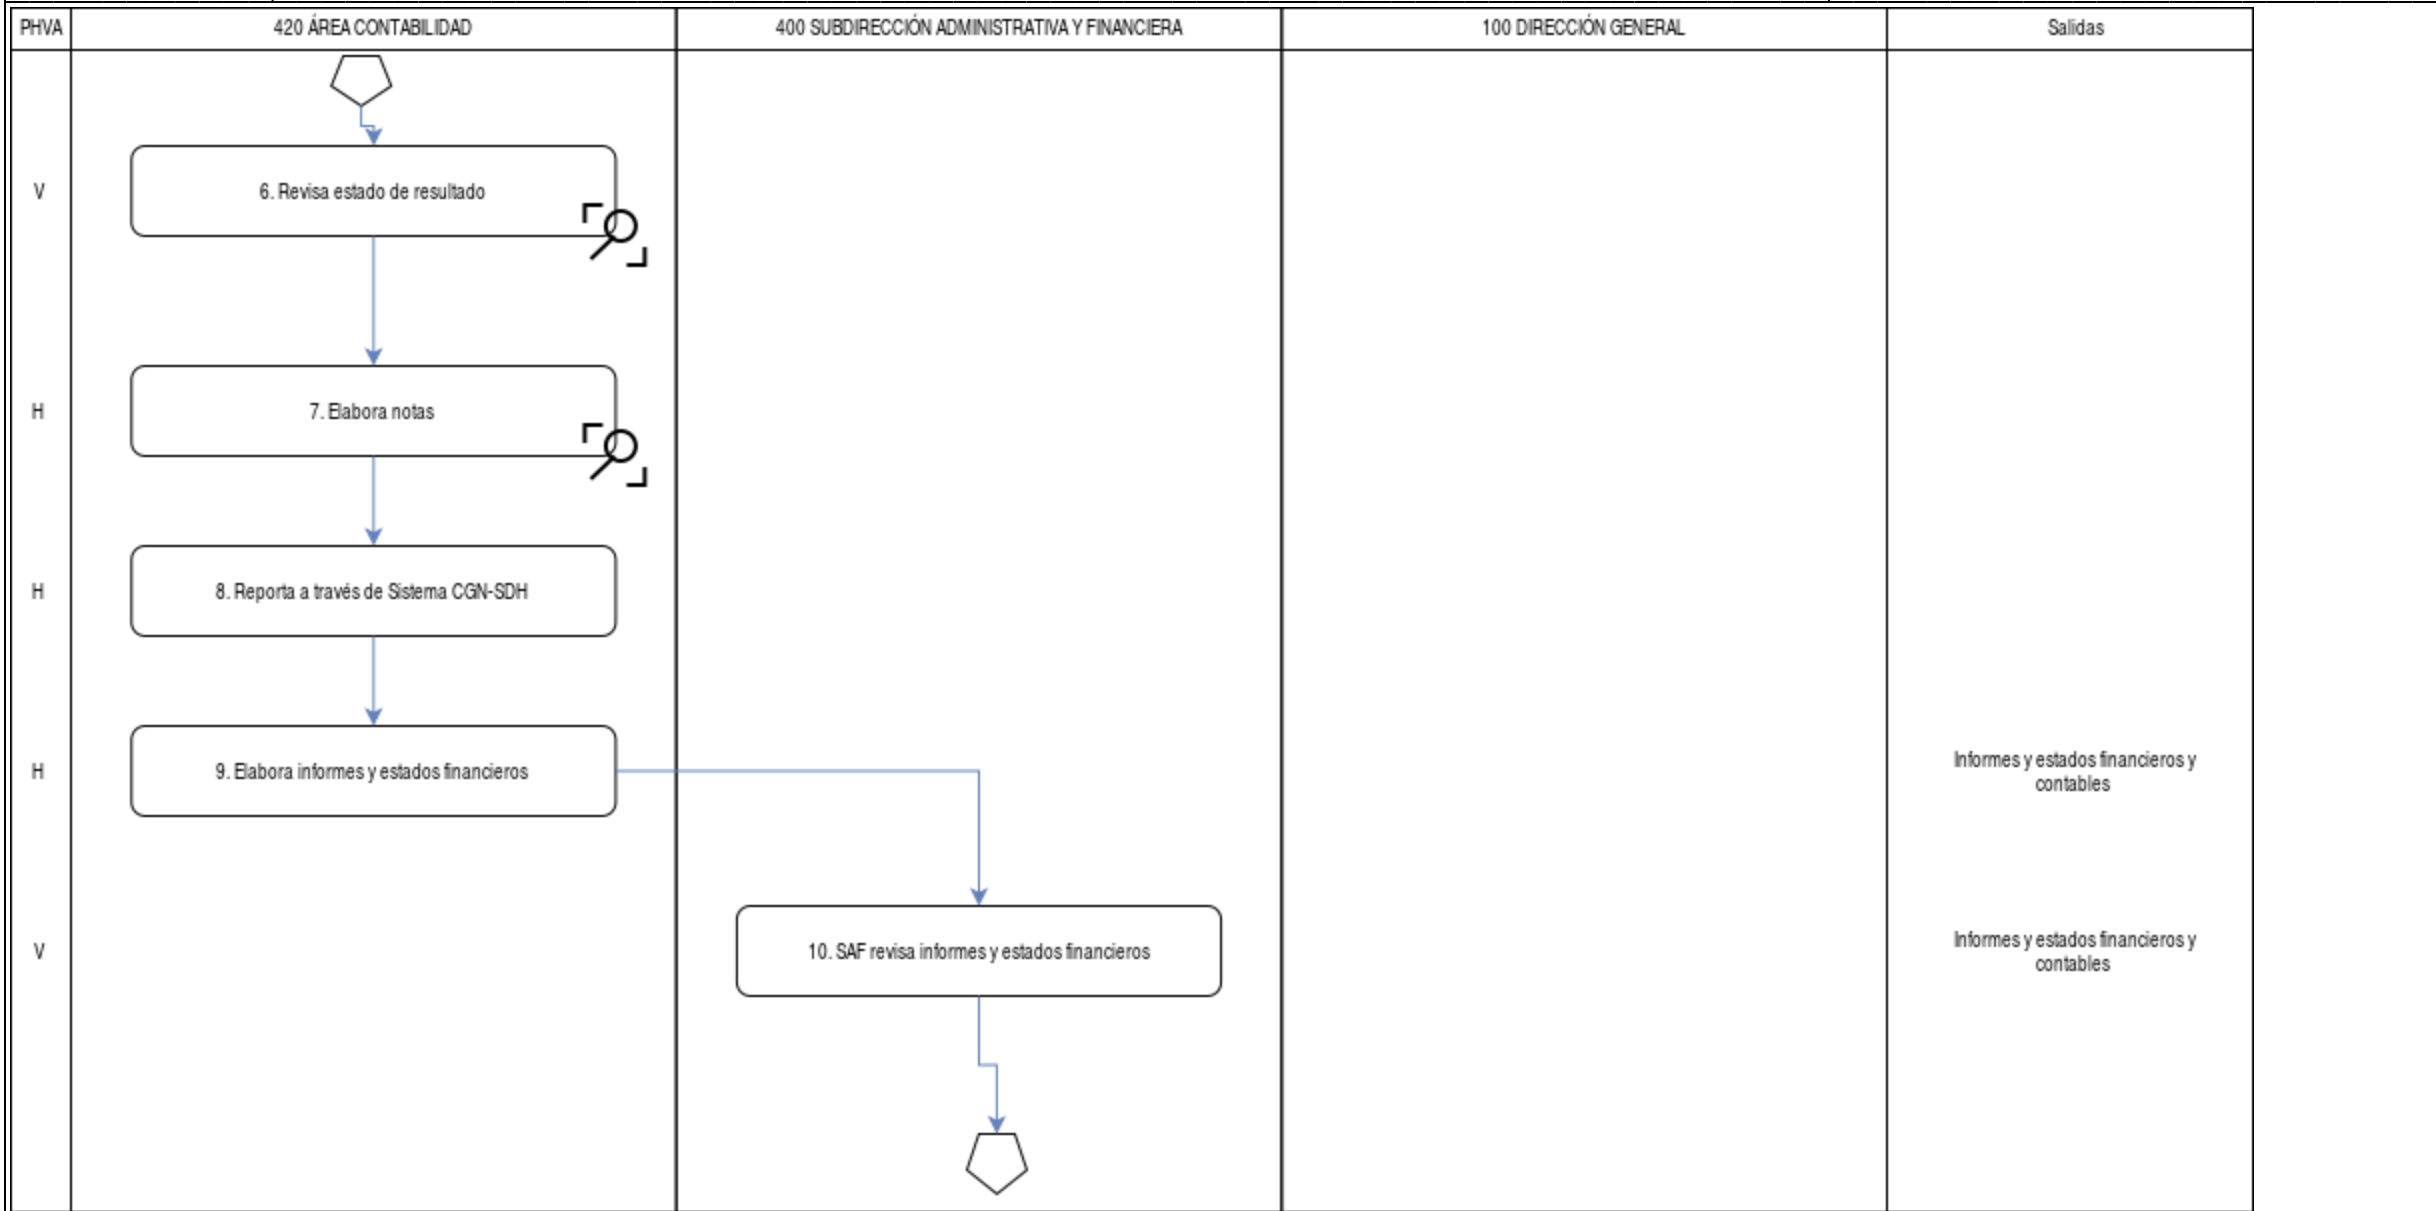 PHVA
420 ÁREA CONTABILIDAD
400 SUBDIRECCIÓN ADMINISTRATIVA Y FINANCIERA
100 DIRECCIÓN GENERAL
Salidas
V
6. Revisa estado de resultado
H
7. Elabora notas
H
8. Reporta a través de Sistema CGN-SDH
H
9. Elabora informes y estados financieros
Informes y estados financieros y
contables
V
10. SAF revisa informes y estados financieros
Informes y estados financieros y
contables